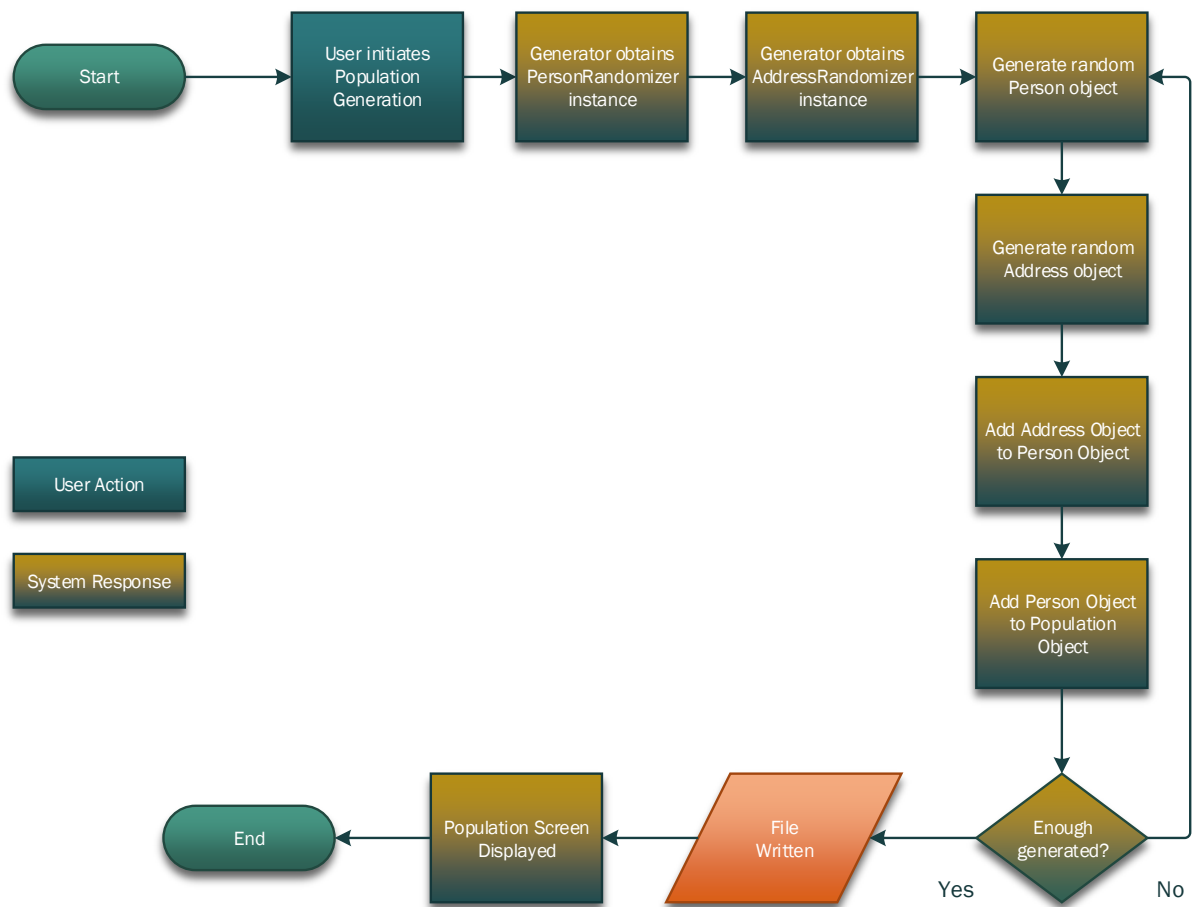 Start
User initiates
Population
Generation
Generator obtains
PersonRandomizer
instance
Generator obtains
AddressRandomizer
instance
Generate random
Person object
Generate random
Address object
Add Address Object
to Person Object
Add Person Object
to Population
Object
Enough
generated?
Yes
No
File
Written
Population Screen
Displayed
End
User Action
System Response